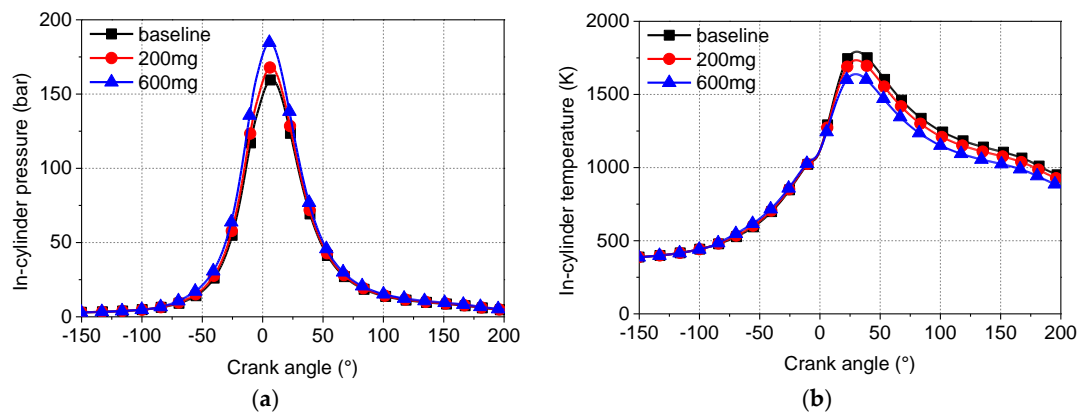 baseline
200mg
600mg
200
150
100
50
0
-150 -100 -50 0 50 100 150 200
In-cylinder pressure (bar)
Crank angle (°)
(a)
baseline
200mg
600mg
2000
1500
1000
500
0
-150 -100 -50 0 50 100 150 200
In-cylinder temperature (K)
Crank angle (°)
(b)